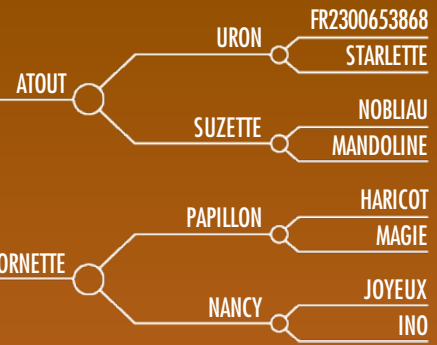 FR2300653868
URON
STARLETTE
ATOUT
NOBLIAU
SUZETTE
MANDOLINE
HARICOT
PAPILLON
MAGIE
ORNETTE
JOYEUX
NANCY
INO